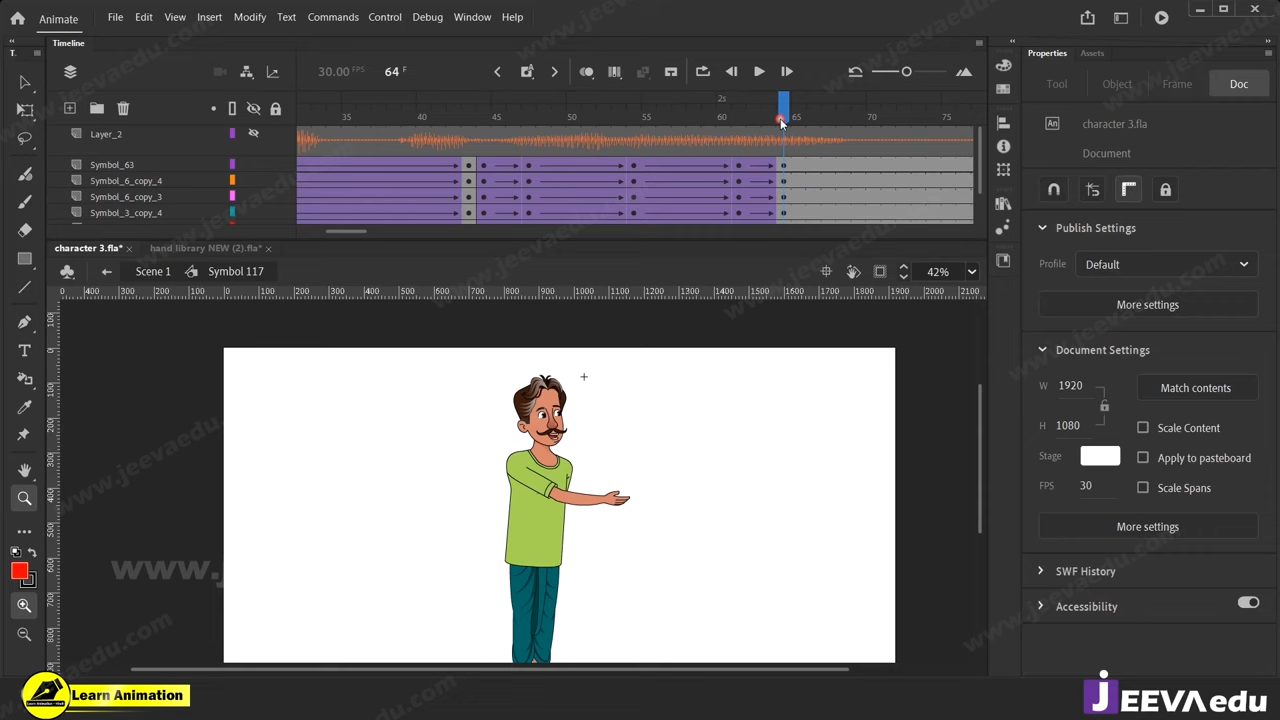 Animate File Edit View Insert Modify Text Commands Control Debug Window Help
T. Timeline Properties Assets
30.00 FPS 64 F
Tool Object Frame Doc
2s
35 40 45 50 55 60 65 70 75
Layer_2
An character 3.fla
Document
Symbol_63
Symbol_6_copy_4
Symbol_6_copy_3
Symbol_3_copy_4
Publish Settings
character 3.fla* × hand library NEW (2).fla* ×
Profile Default
Scene 1 Symbol 117 42%
More settings
Document Settings
W 1920 Match contents
H 1080 Scale Content
Stage Apply to pasteboard
FPS 30 Scale Spans
More settings
SWF History
Accessibility
www.jeevaedu.com
Learn Animation
JEEVAedu